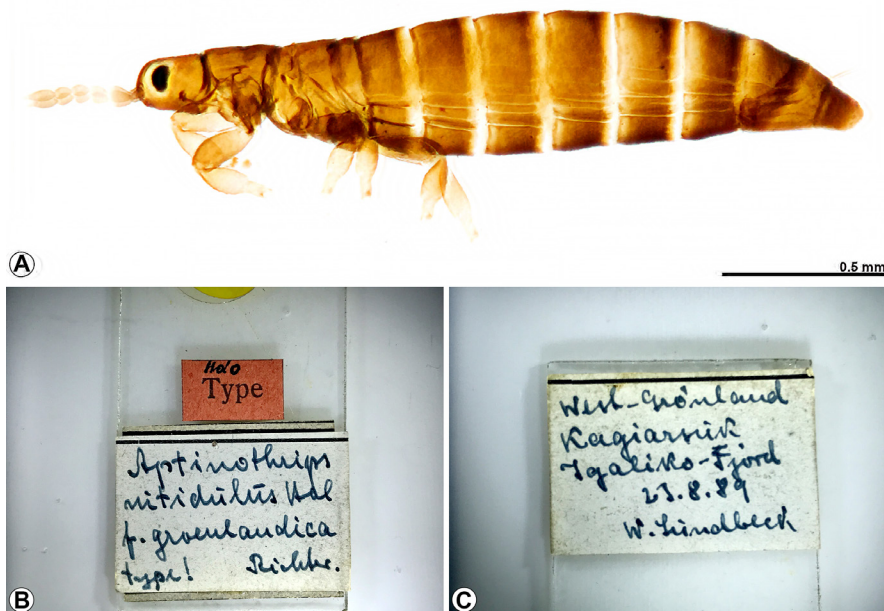 A
0.5 mm
Holo
Type
Aptinothrips
nitidulus Hal
f. groenlandica
type! Richter.
B
West-Grönland
Kagiarsuk
Igaliko-Fjord
23.8.89
W. Lundbeck
C